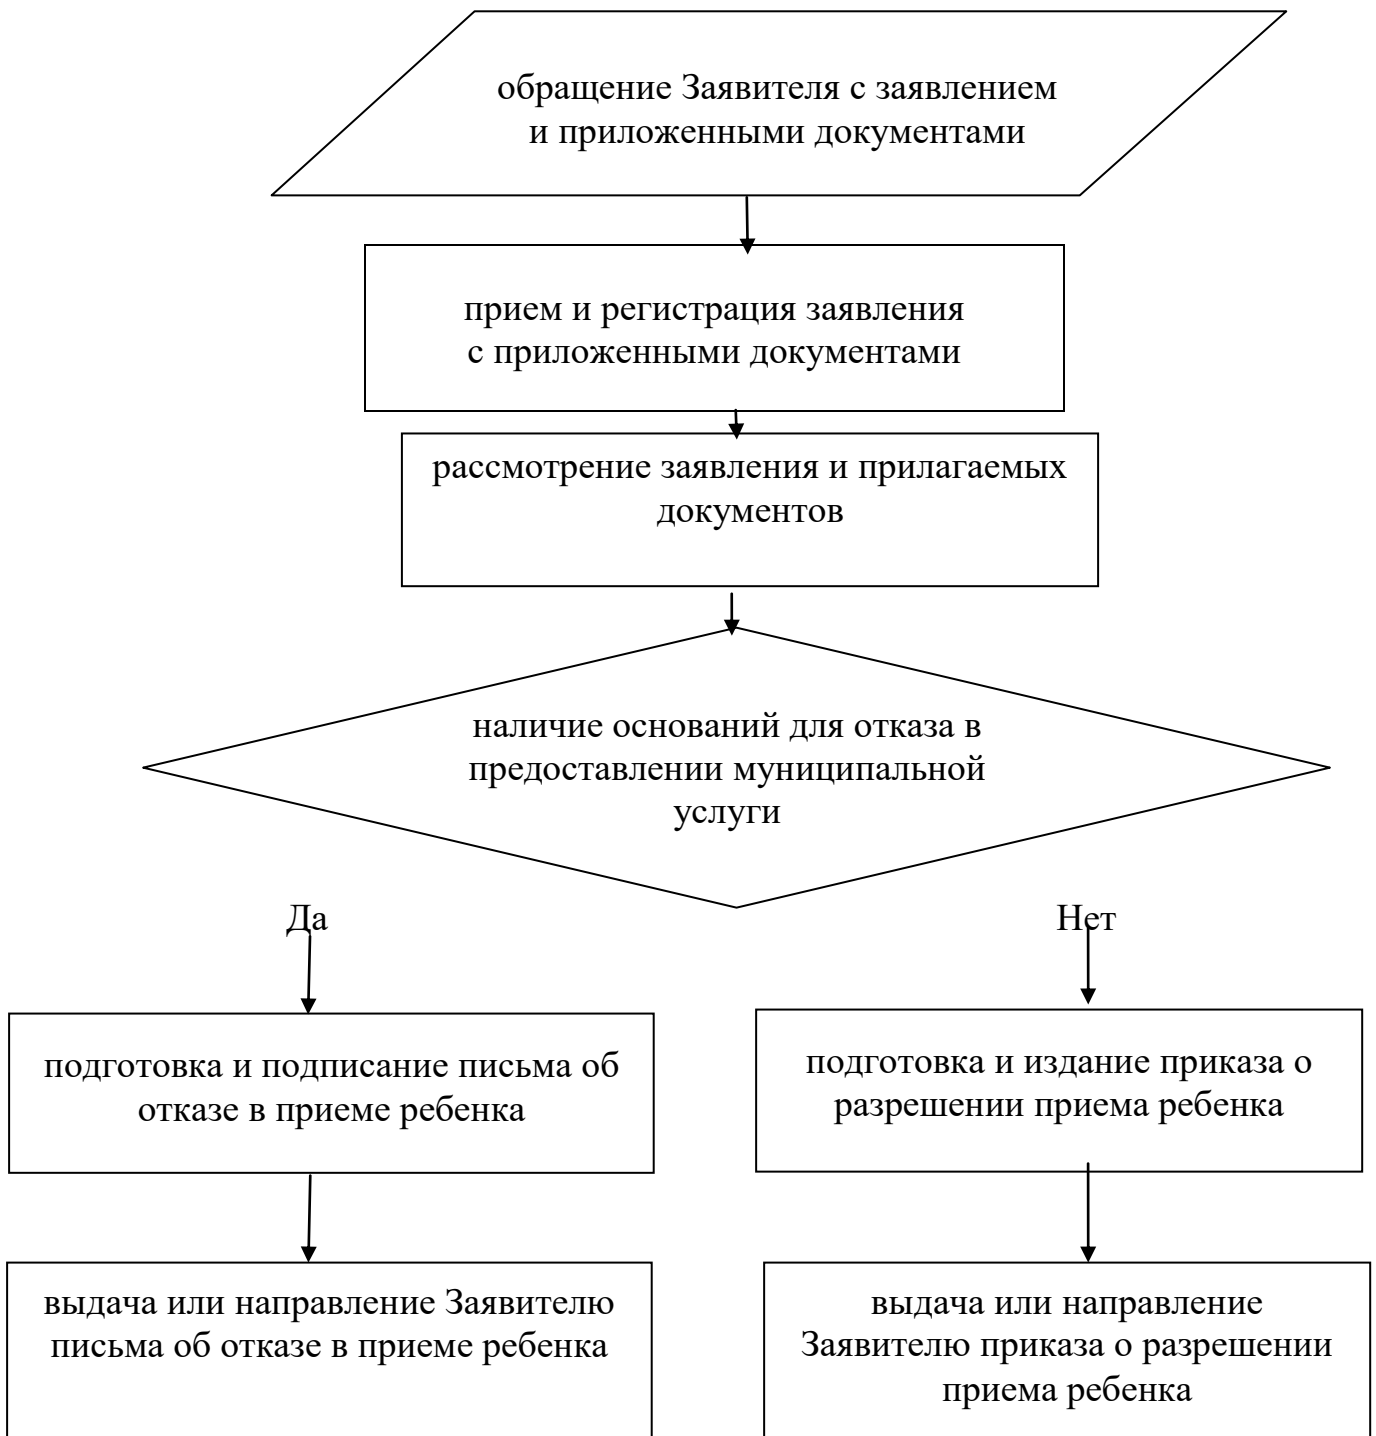 обращение Заявителя с заявлением
и приложенными документами
прием и регистрация заявления
с приложенными документами
рассмотрение заявления и прилагаемых
документов
наличие оснований для отказа в
предоставлении муниципальной
услуги
Да
Нет
подготовка и подписание письма об
отказе в приеме ребенка
подготовка и издание приказа о
разрешении приема ребенка
выдача или направление Заявителю
письма об отказе в приеме ребенка
выдача или направление
Заявителю приказа о разрешении
приема ребенка